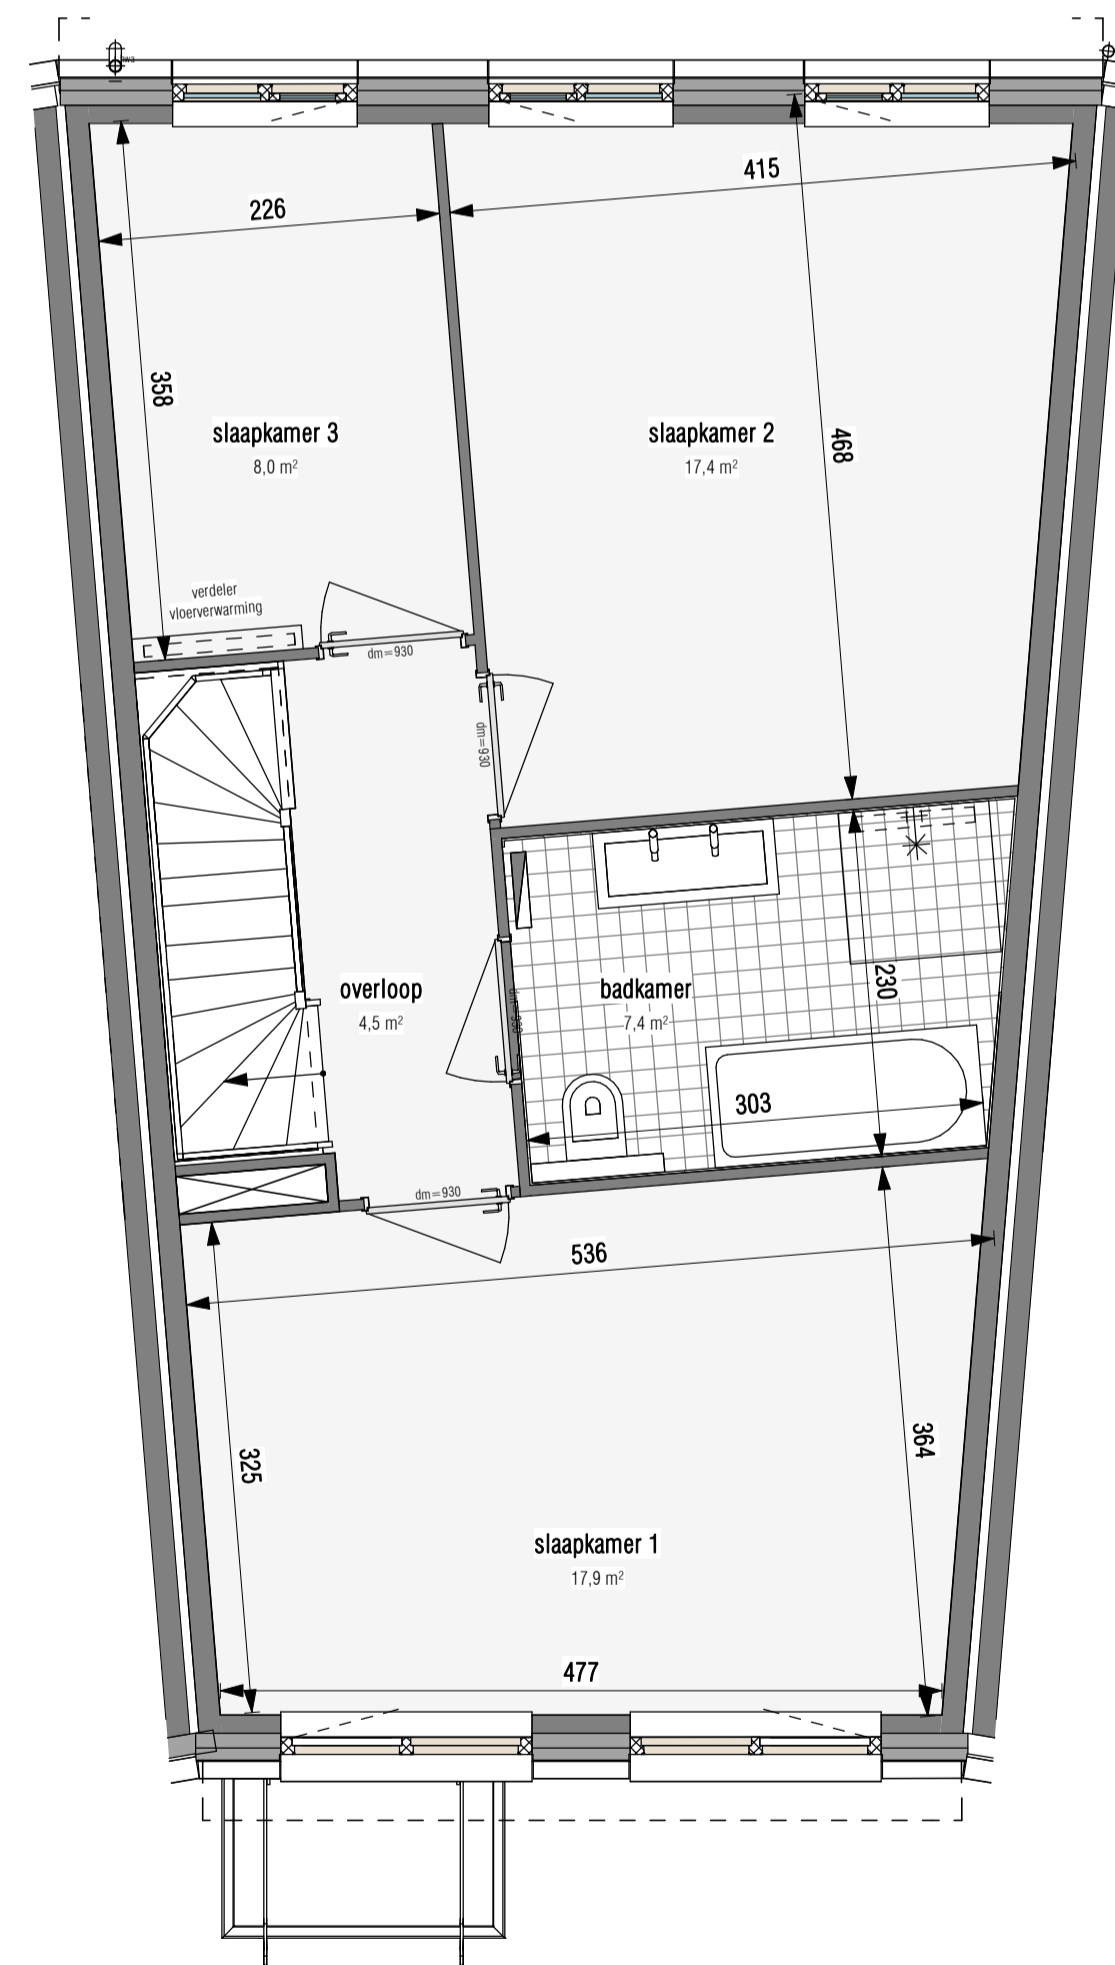 415
226
358
468
slaapkamer 3
8,0 m²
slaapkamer 2
17,4 m²
verdeler
vloerverwarming
dm=930
dm=930
overloop
4,5 m²
badkamer
7,4 m²
230
dm=930
303
dm=930
536
325
364
slaapkamer 1
17,9 m²
477